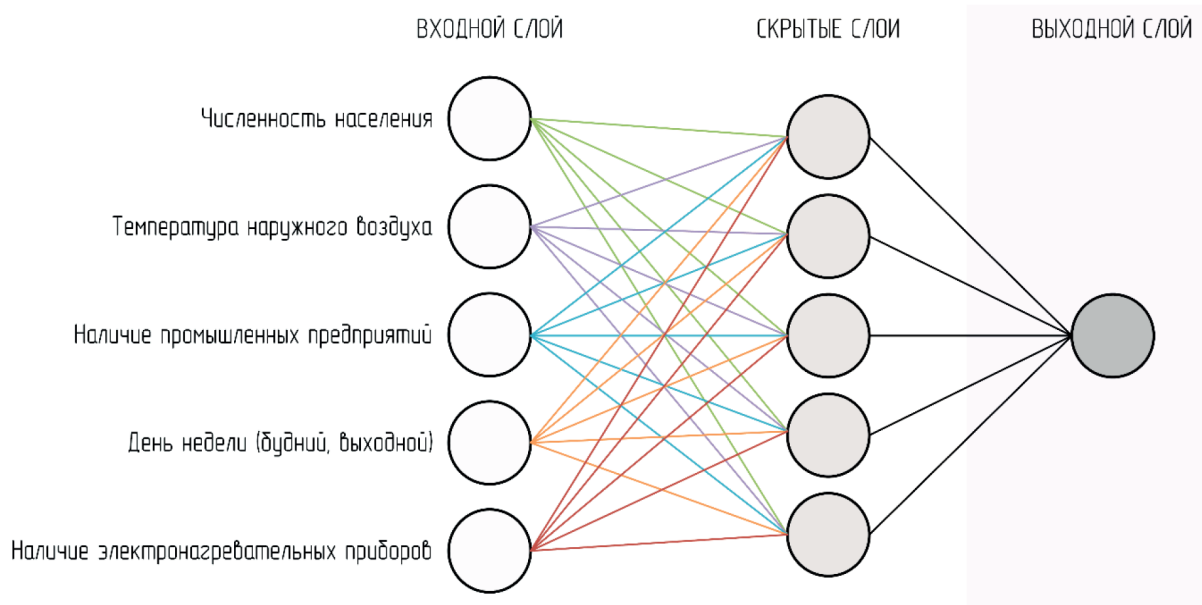 ВХОДНОЙ СЛОЙ
СКРЫТЫЕ СЛОИ
ВЫХОДНОЙ СЛОЙ
Численность населения
Температура наружного воздуха
Наличие промышленных предприятий
День недели (будний, выходной)
Наличие электронагревательных приборов